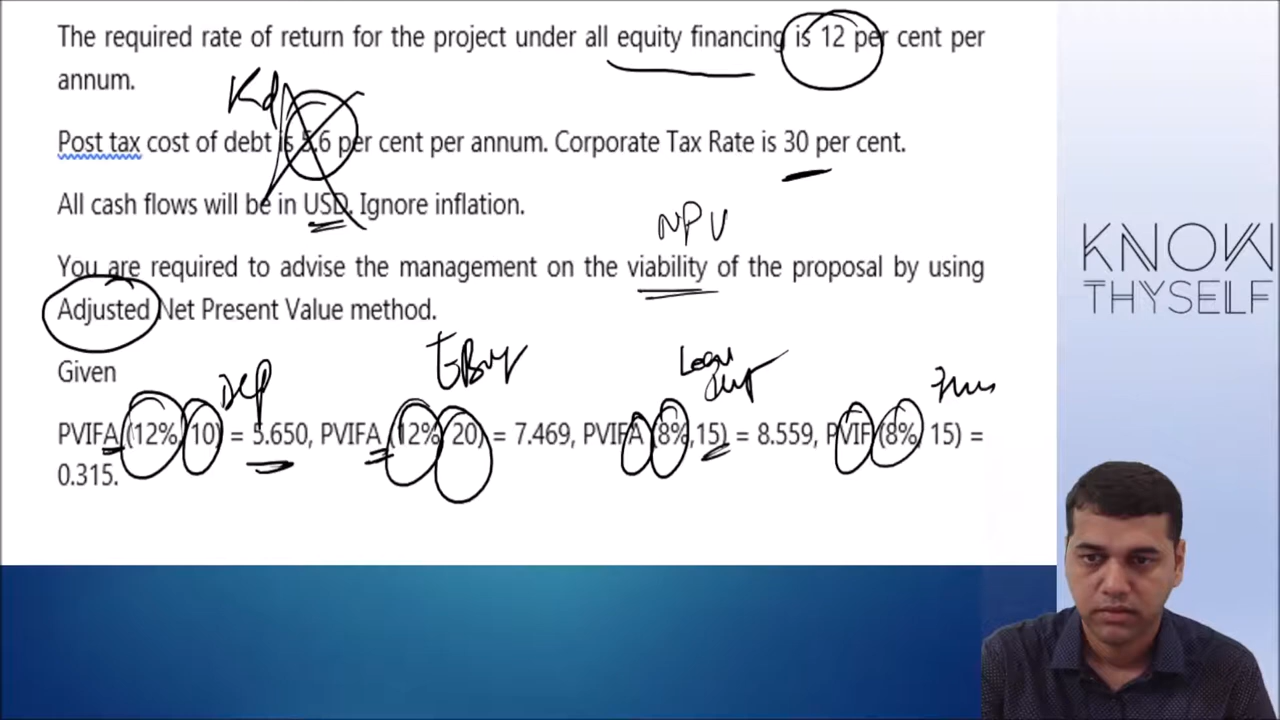 The required rate of return for the project under all equity financing is 12 per cent per
annum.
Kd
Post tax cost of debt is 5.6 per cent per annum. Corporate Tax Rate is 30 per cent.
All cash flows will be in USD. Ignore inflation.
NPV
You are required to advise the management on the viability of the proposal by using
Adjusted Net Present Value method.
Given
Dep
PVIFA (12%, 10) = 5.650, PVIFA (12%, 20) = 7.469, PVIFA (8%,15) = 8.559, PVIF (8%, 15) =
0.315.
KNOW
THYSELF